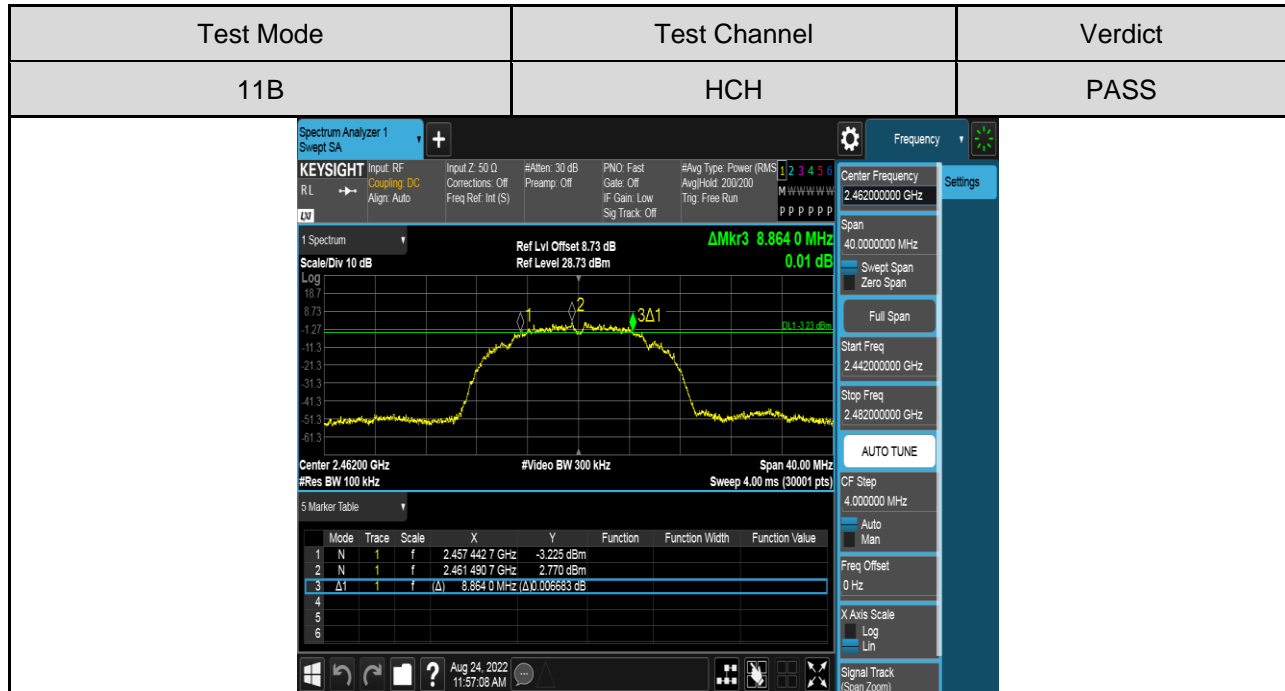 Test Mode Test Channel Verdict
11B HCH PASS
Spectrum Analyzer 1
Swept SA
+
Frequency
KEYSIGHT
RL
LXI
Input: RF
Coupling: DC
Align: Auto
Input Z: 50 Ω
Corrections: Off
Freq Ref: Int (S)
#Atten: 30 dB
Preamp: Off
PNO: Fast
Gate: Off
IF Gain: Low
Sig Track: Off
#Avg Type: Power (RMS
Avg|Hold: 200/200
Trig: Free Run
1 2 3 4 5 6
M W W W W W
P P P P P P
1 Spectrum
Scale/Div 10 dB
Ref Lvl Offset 8.73 dB
Ref Level 28.73 dBm
ΔMkr3 8.864 0 MHz
0.01 dB
Log
18.7
8.73
-1.27
-11.3
-21.3
-31.3
-41.3
-51.3
-61.3
1
2
3Δ1
DL1 -3.23 dBm
Center 2.46200 GHz #Video BW 300 kHz Span 40.00 MHz
#Res BW 100 kHz Sweep 4.00 ms (30001 pts)
5 Marker Table
Mode Trace Scale X Y Function Function Width Function Value
1 N 1 f 2.457 442 7 GHz -3.225 dBm
2 N 1 f 2.461 490 7 GHz 2.770 dBm
3 Δ1 1 f (Δ) 8.864 0 MHz (Δ)0.006683 dB
4
5
6
?
Aug 24, 2022
11:57:08 AM
Center Frequency
2.462000000 GHz
Settings
Span
40.0000000 MHz
Swept Span
Zero Span
Full Span
Start Freq
2.442000000 GHz
Stop Freq
2.482000000 GHz
AUTO TUNE
CF Step
4.000000 MHz
Auto
Man
Freq Offset
0 Hz
X Axis Scale
Log
Lin
Signal Track
(Span Zoom)